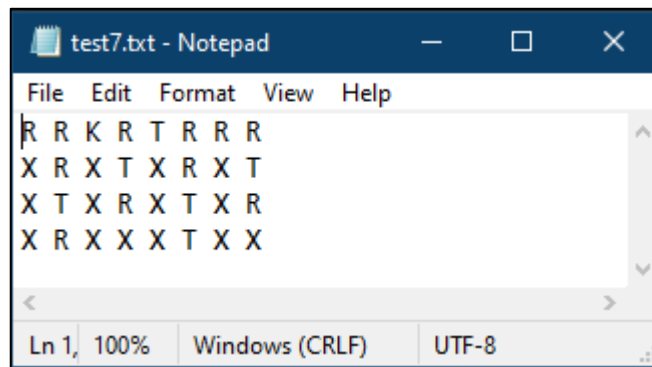 test7.txt - Notepad
File Edit Format View Help
R R K R T R R R
X R X T X R X T
X T X R X T X R
X R X X X T X X
Ln 1, 100% Windows (CRLF) UTF-8